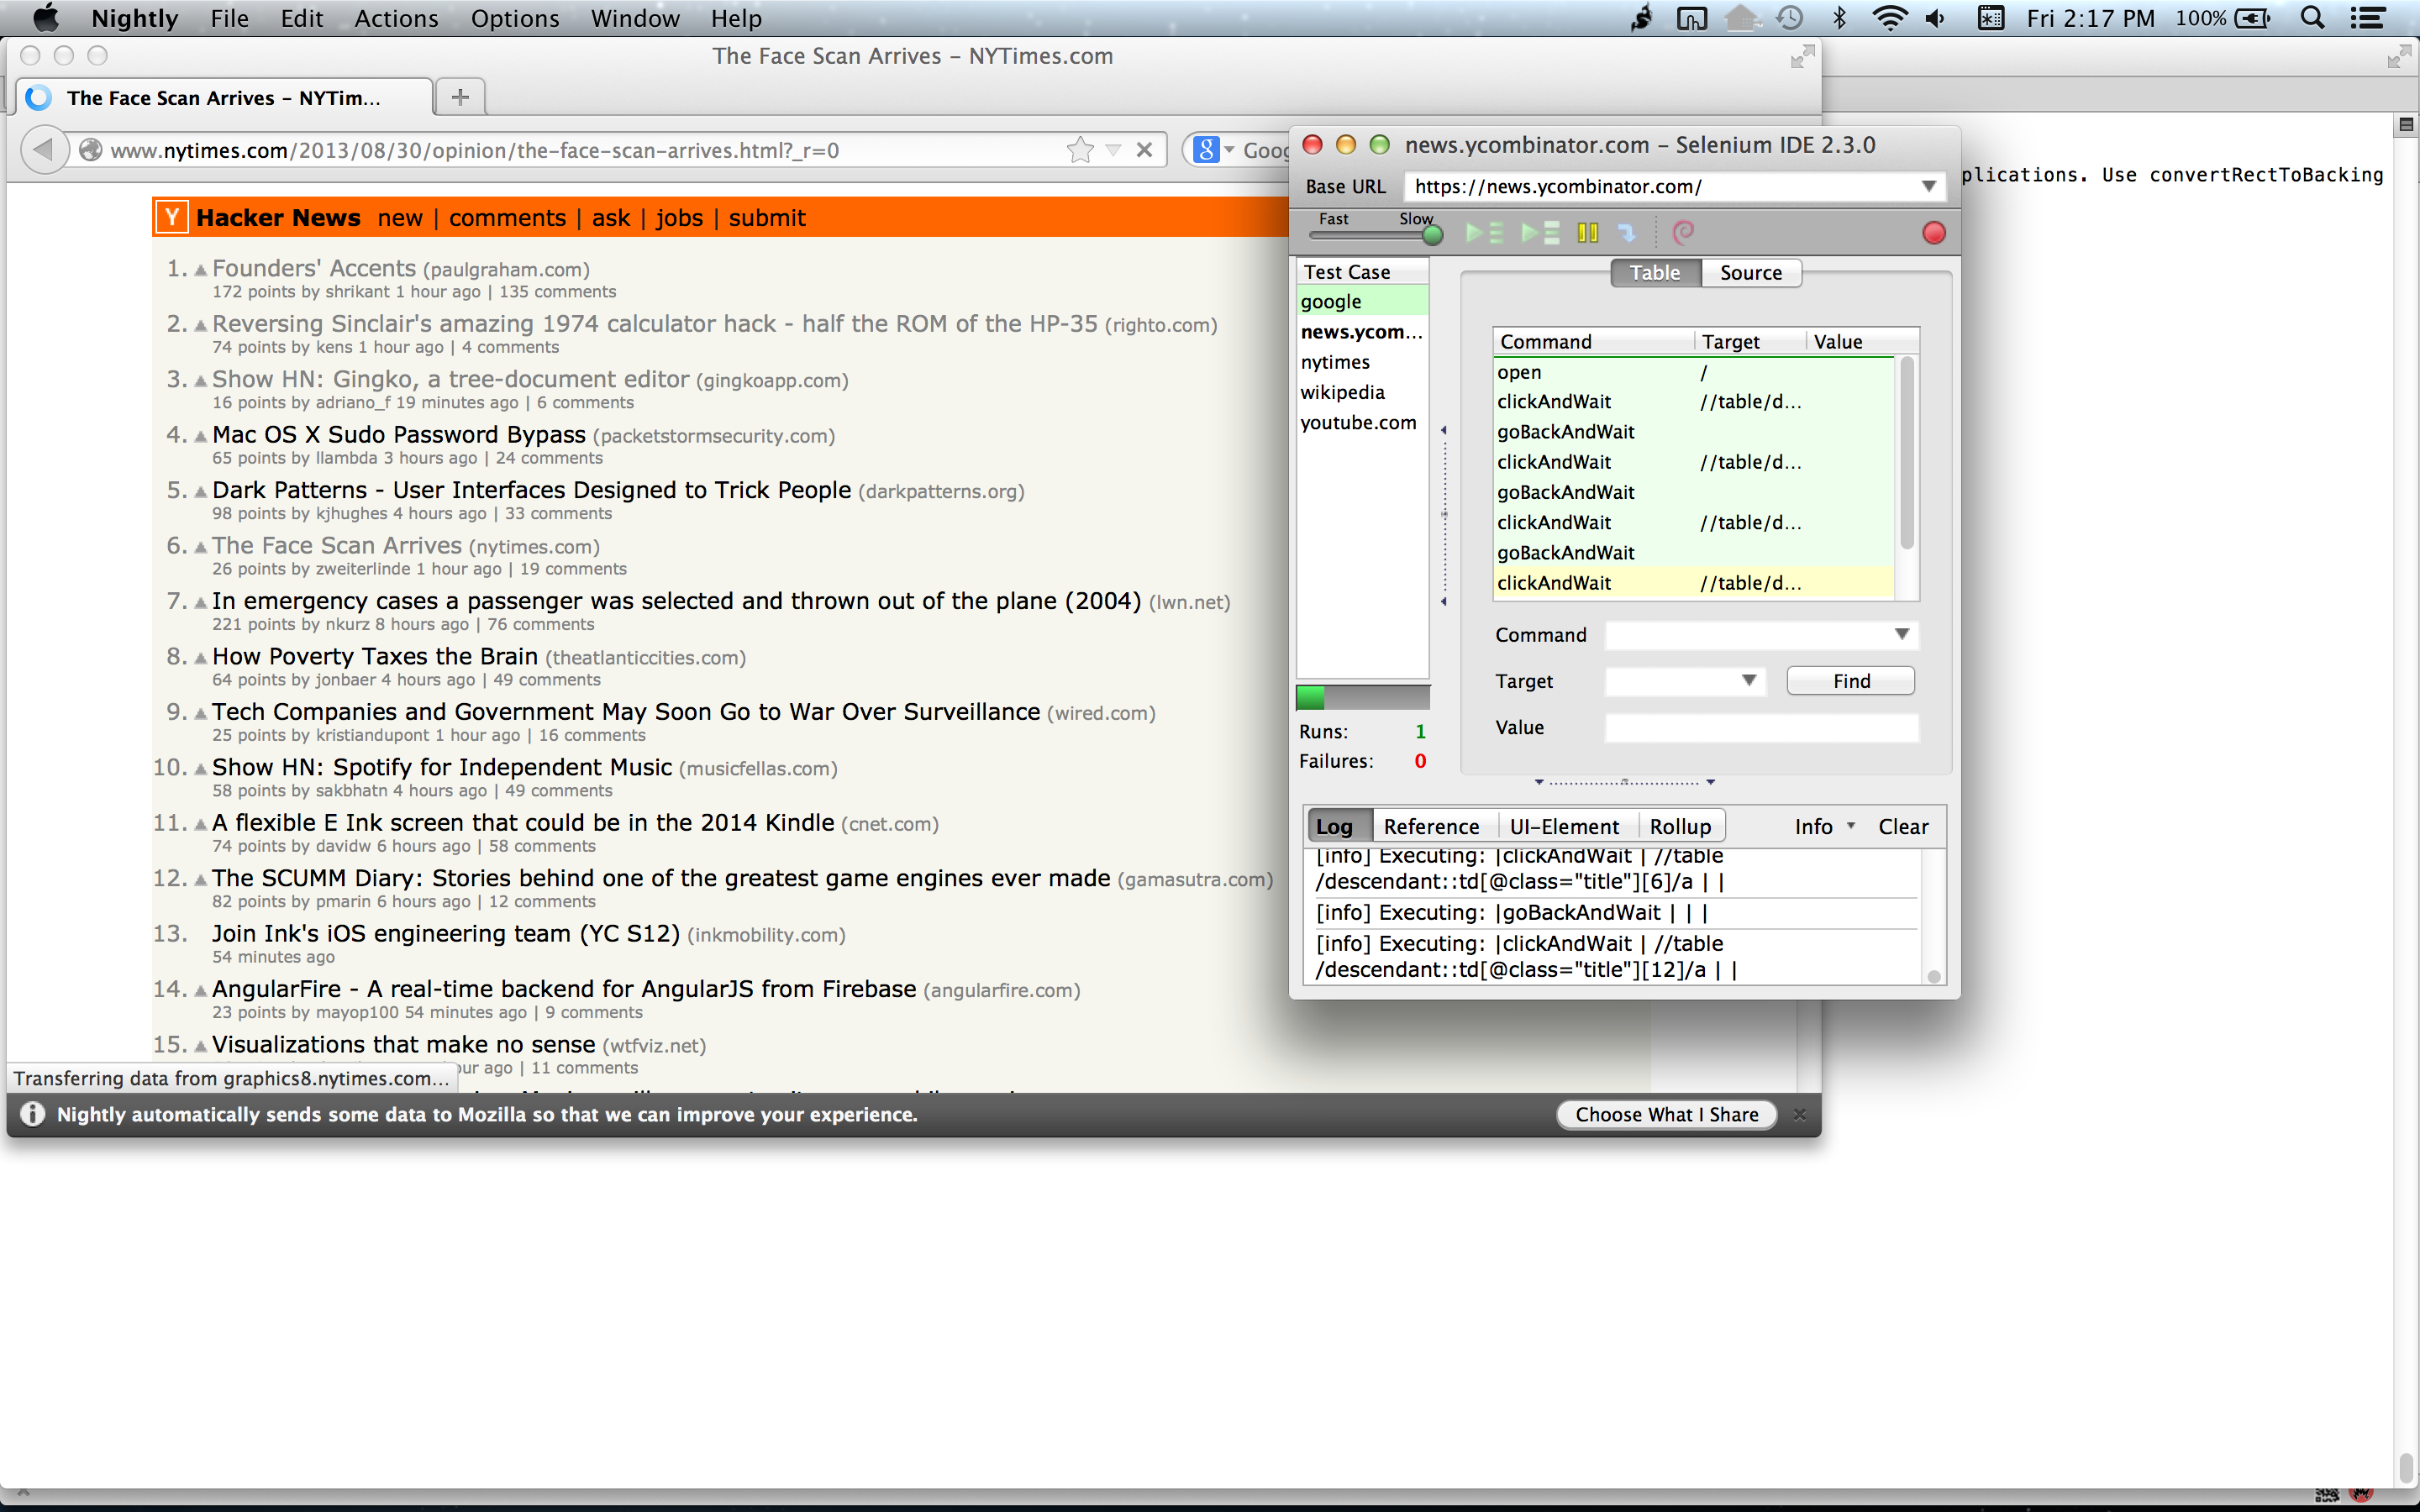 Nightly File Edit Actions Options Window Help Fri 2:17 PM 100%
The Face Scan Arrives – NYTimes.com
The Face Scan Arrives – NYTim...
www.nytimes.com/2013/08/30/opinion/the-face-scan-arrives.html?_r=0
Y Hacker News new | comments | ask | jobs | submit
1. Founders' Accents (paulgraham.com)
172 points by shrikant 1 hour ago | 135 comments
2. Reversing Sinclair's amazing 1974 calculator hack - half the ROM of the HP-35 (righto.com)
74 points by kens 1 hour ago | 4 comments
3. Show HN: Gingko, a tree-document editor (gingkoapp.com)
16 points by adriano_f 19 minutes ago | 6 comments
4. Mac OS X Sudo Password Bypass (packetstormsecurity.com)
65 points by llambda 3 hours ago | 24 comments
5. Dark Patterns - User Interfaces Designed to Trick People (darkpatterns.org)
98 points by kjhughes 4 hours ago | 33 comments
6. The Face Scan Arrives (nytimes.com)
26 points by zweiterlinde 1 hour ago | 19 comments
7. In emergency cases a passenger was selected and thrown out of the plane (2004) (lwn.net)
221 points by nkurz 8 hours ago | 76 comments
8. How Poverty Taxes the Brain (theatlanticcities.com)
64 points by jonbaer 4 hours ago | 49 comments
9. Tech Companies and Government May Soon Go to War Over Surveillance (wired.com)
25 points by kristiandupont 1 hour ago | 16 comments
10. Show HN: Spotify for Independent Music (musicfellas.com)
58 points by sakbhatn 4 hours ago | 49 comments
11. A flexible E Ink screen that could be in the 2014 Kindle (cnet.com)
74 points by davidw 6 hours ago | 58 comments
12. The SCUMM Diary: Stories behind one of the greatest game engines ever made (gamasutra.com)
82 points by pmarin 6 hours ago | 12 comments
13. Join Ink's iOS engineering team (YC S12) (inkmobility.com)
54 minutes ago
14. AngularFire - A real-time backend for AngularJS from Firebase (angularfire.com)
23 points by mayop100 54 minutes ago | 9 comments
15. Visualizations that make no sense (wtfviz.net)
ago | 11 comments
Transferring data from graphics8.nytimes.com...
Nightly automatically sends some data to Mozilla so that we can improve your experience.
Choose What I Share
news.ycombinator.com – Selenium IDE 2.3.0
Base URL https://news.ycombinator.com/
Fast Slow
Test Case
google
news.ycom...
nytimes
wikipedia
youtube.com
Runs: 1
Failures: 0
Table Source
Command Target Value
open /
clickAndWait //table/d...
goBackAndWait
clickAndWait //table/d...
goBackAndWait
clickAndWait //table/d...
goBackAndWait
clickAndWait //table/d...
Command
Target Find
Value
Log Reference UI-Element Rollup Info Clear
[info] Executing: |clickAndWait | //table
/descendant::td[@class="title"][6]/a | |
[info] Executing: |goBackAndWait | | |
[info] Executing: |clickAndWait | //table
/descendant::td[@class="title"][12]/a | |
plications. Use convertRectToBacking